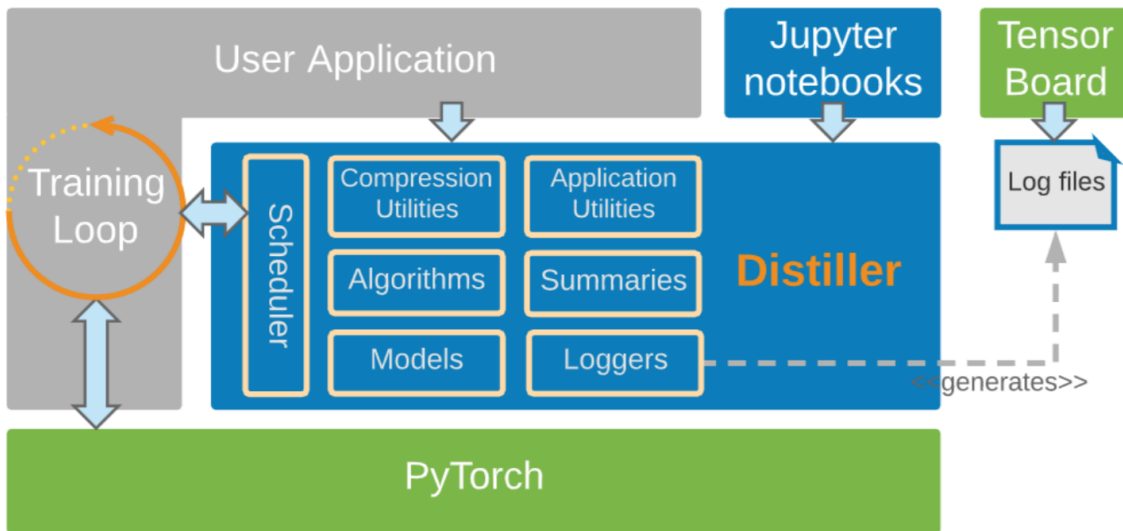 User Application
Jupyter
notebooks
Tensor
Board
Training
Loop
Scheduler
Compression
Utilities
Application
Utilities
Algorithms
Summaries
Models
Loggers
Distiller
Log files
<<generates>>
PyTorch